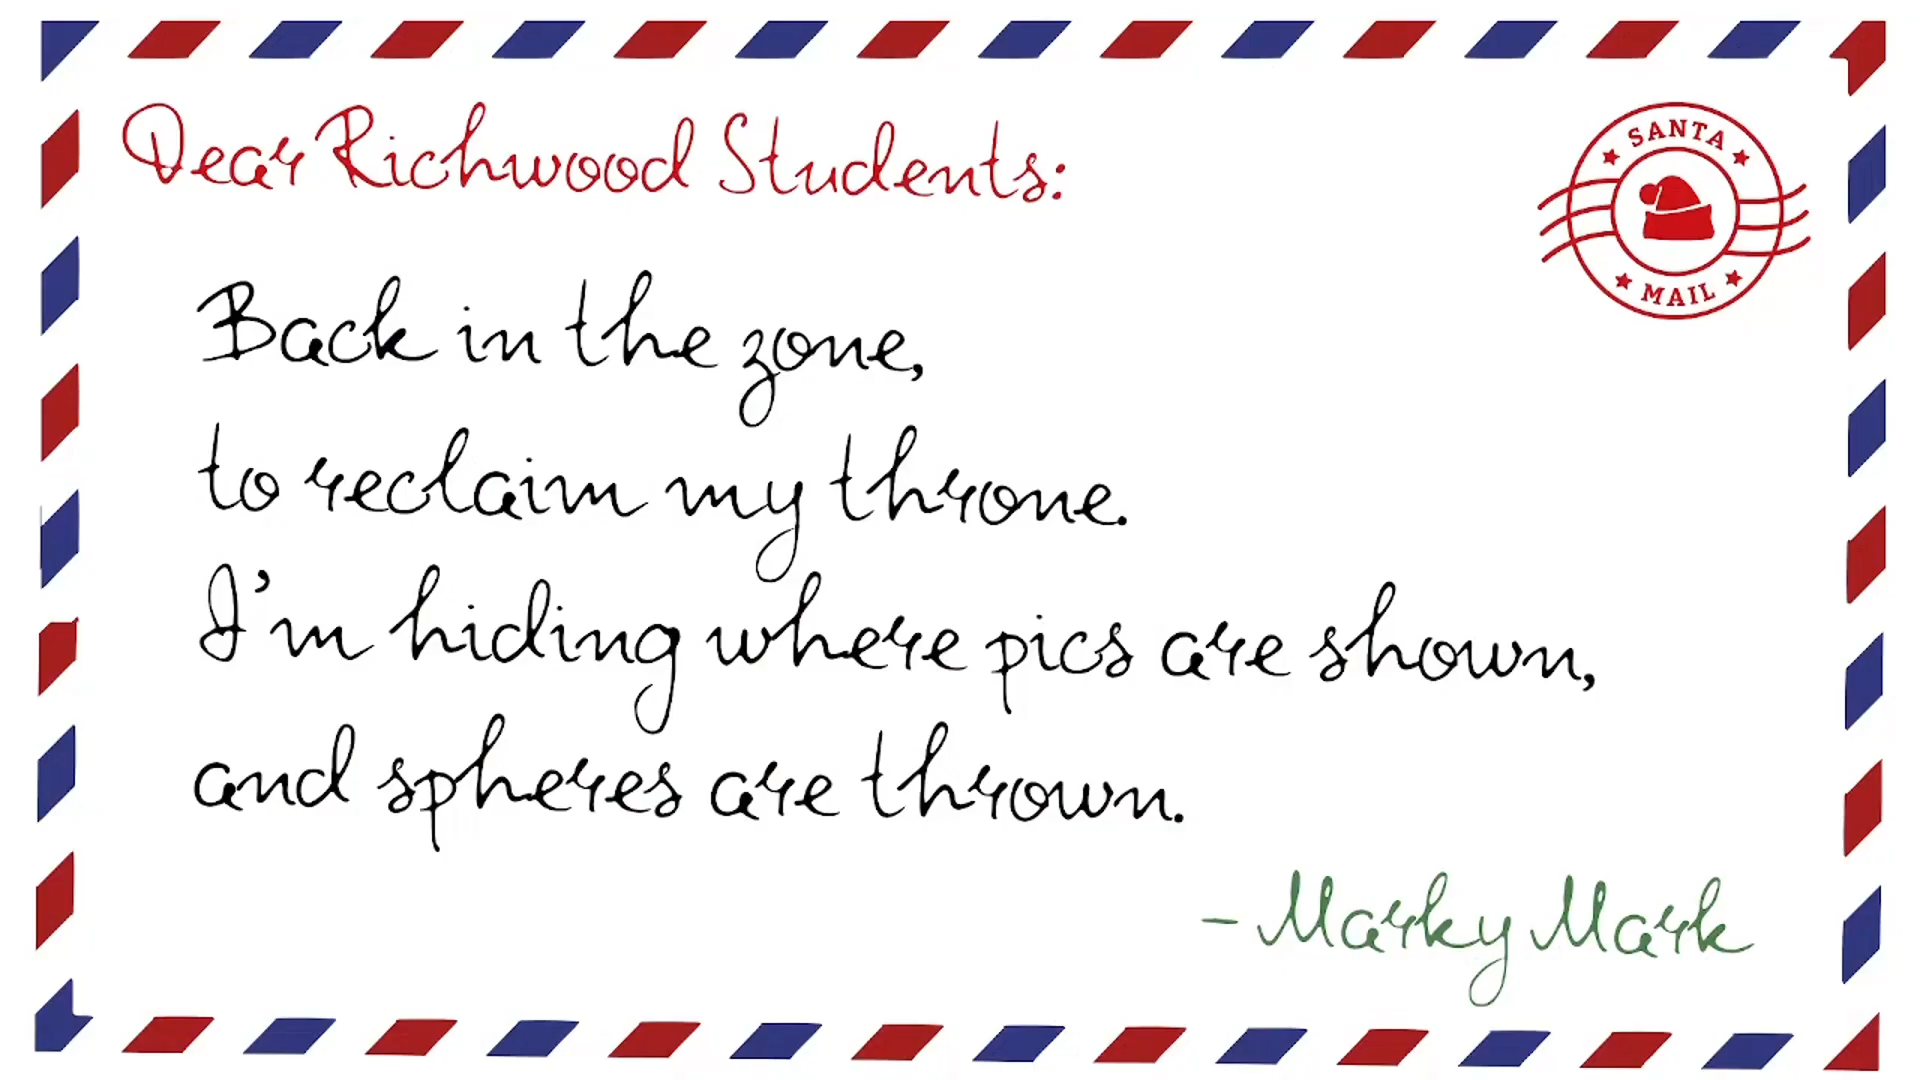 Dear Richwood Students:
SANTA
MAIL
Back in the zone,
to reclaim my throne.
I'm hiding where pics are shown,
and spheres are thrown.
- Marky Mark